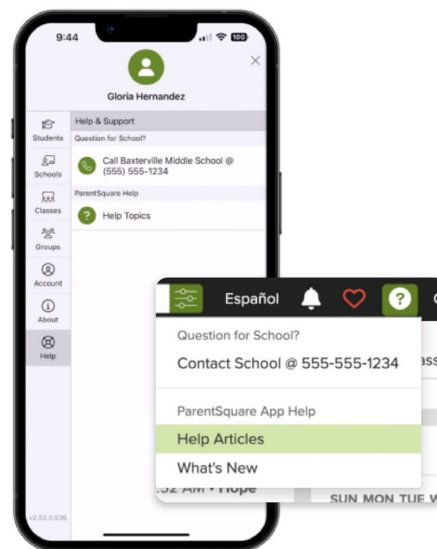 9:44
100
Gloria Hernandez
Students
Schools
Classes
Groups
Account
About
Help
v2.92.0.536
Help & Support
Question for School?
Call Baxterville Middle School @
(555) 555-1234
ParentSquare Help
Help Topics
Español
Question for School?
Contact School @ 555-555-1234
ParentSquare App Help
Help Articles
What's New
AM • Hope
SUN MON TUE